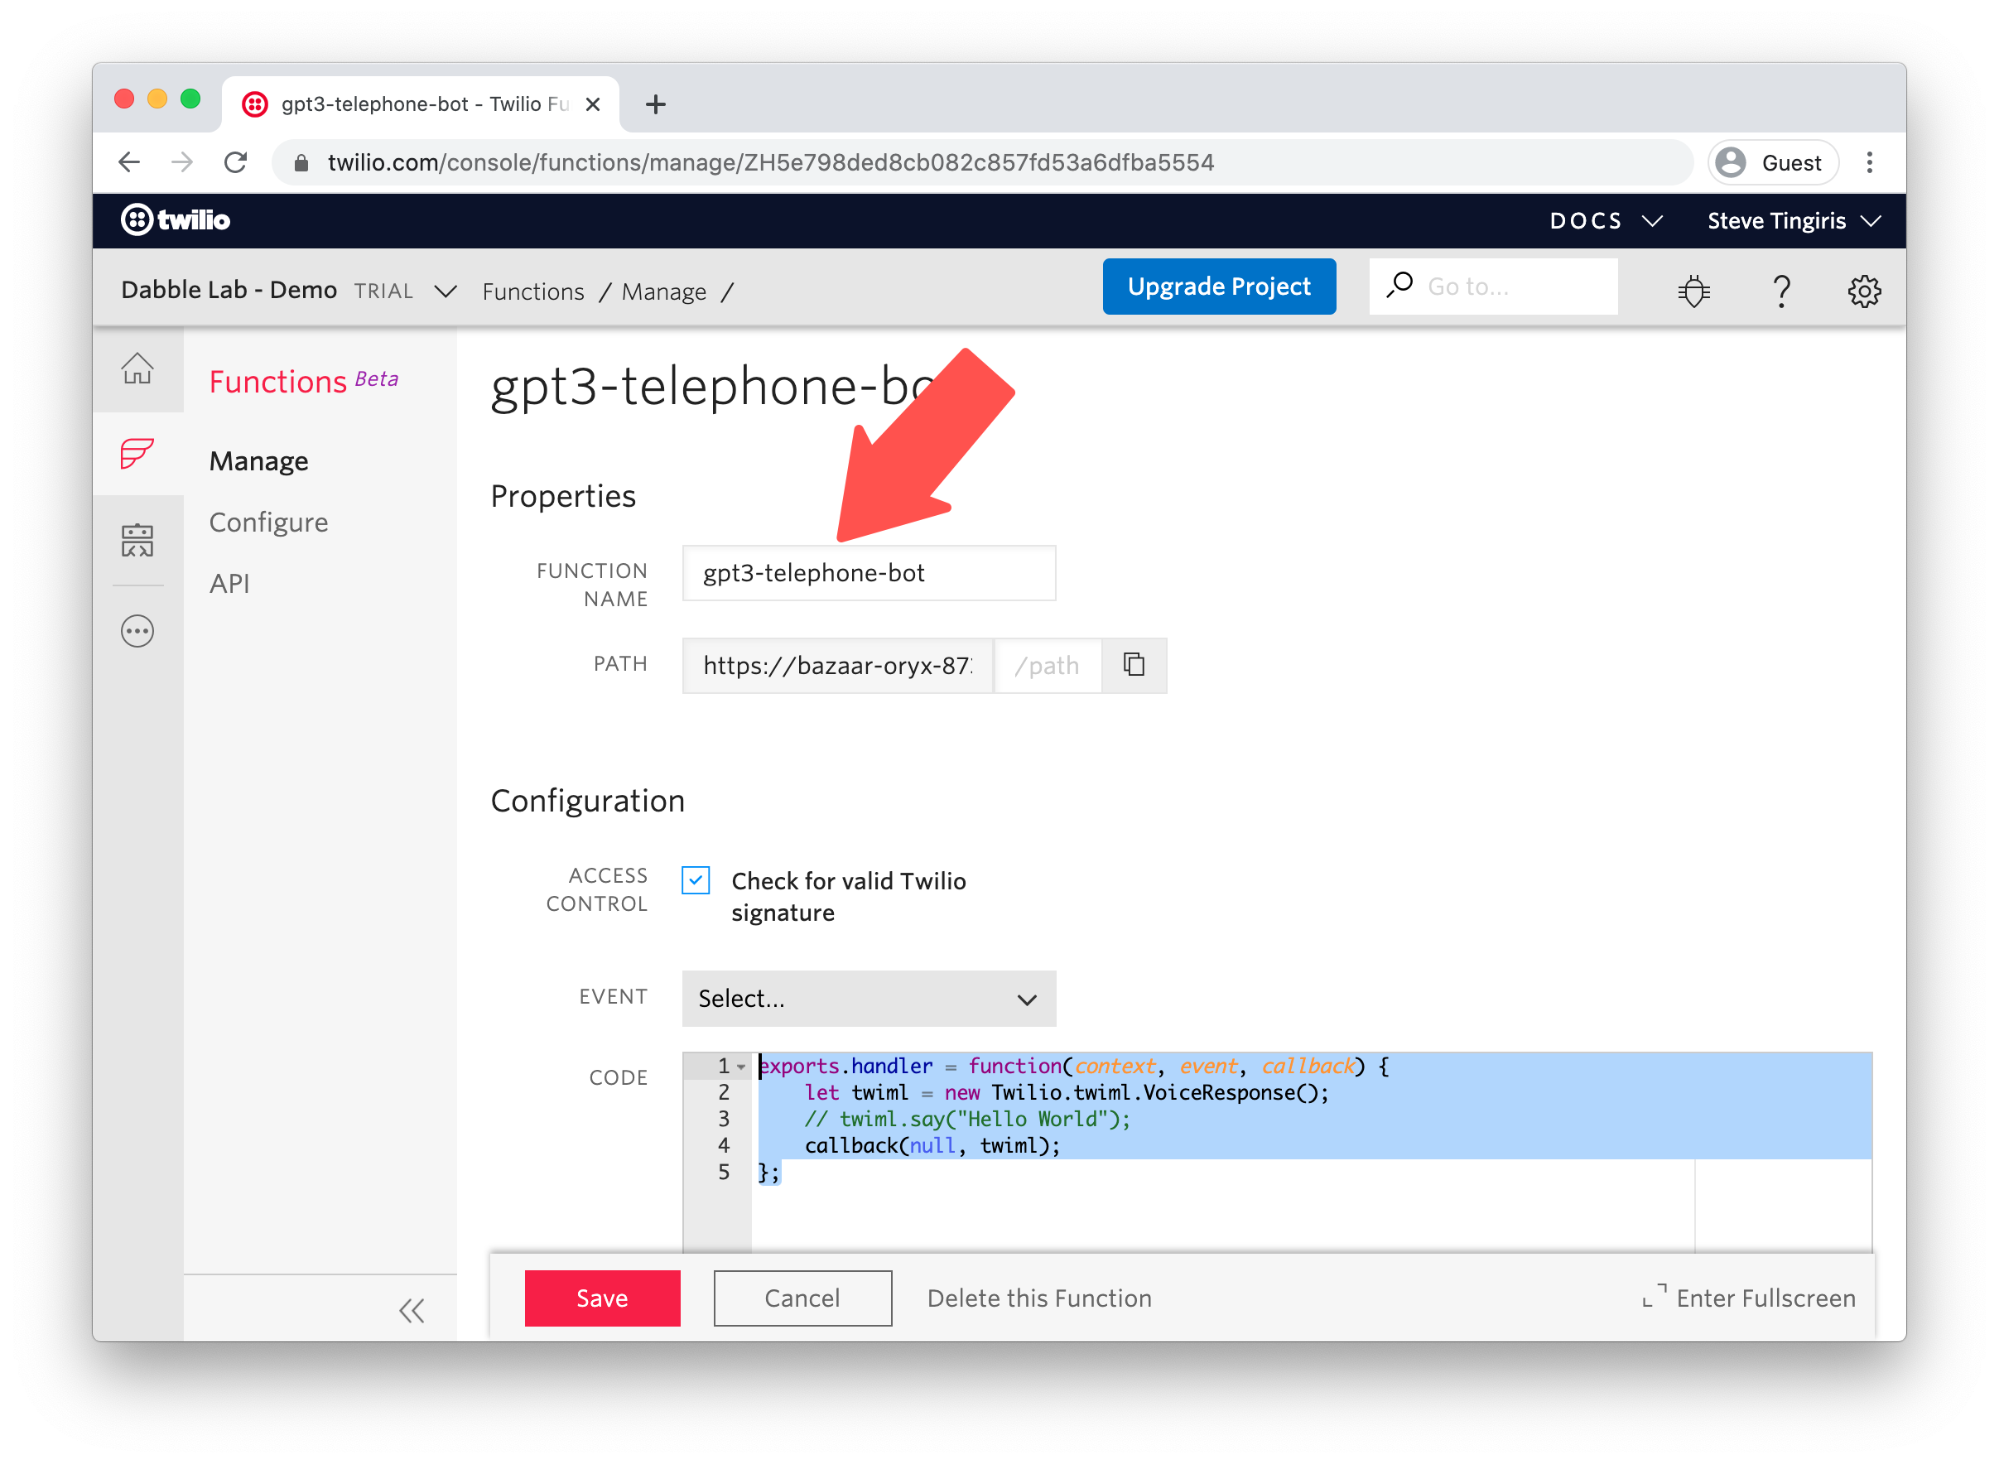 gpt3-telephone-bot - Twilio Fu
twilio.com/console/functions/manage/ZH5e798ded8cb082c857fd53a6dfba5554
Guest
twilio
DOCS
Steve Tingiris
Dabble Lab - Demo TRIAL
Functions / Manage /
Upgrade Project
Go to...
Functions Beta
Manage
Configure
API
gpt3-telephone-bo
Properties
FUNCTION NAME
gpt3-telephone-bot
PATH
https://bazaar-oryx-87
/path
Configuration
ACCESS CONTROL
Check for valid Twilio
signature
EVENT
Select...
CODE
1 exports.handler = function(context, event, callback) {
2 let twiml = new Twilio.twiml.VoiceResponse();
3 // twiml.say("Hello World");
4 callback(null, twiml);
5 };
Save
Cancel
Delete this Function
Enter Fullscreen